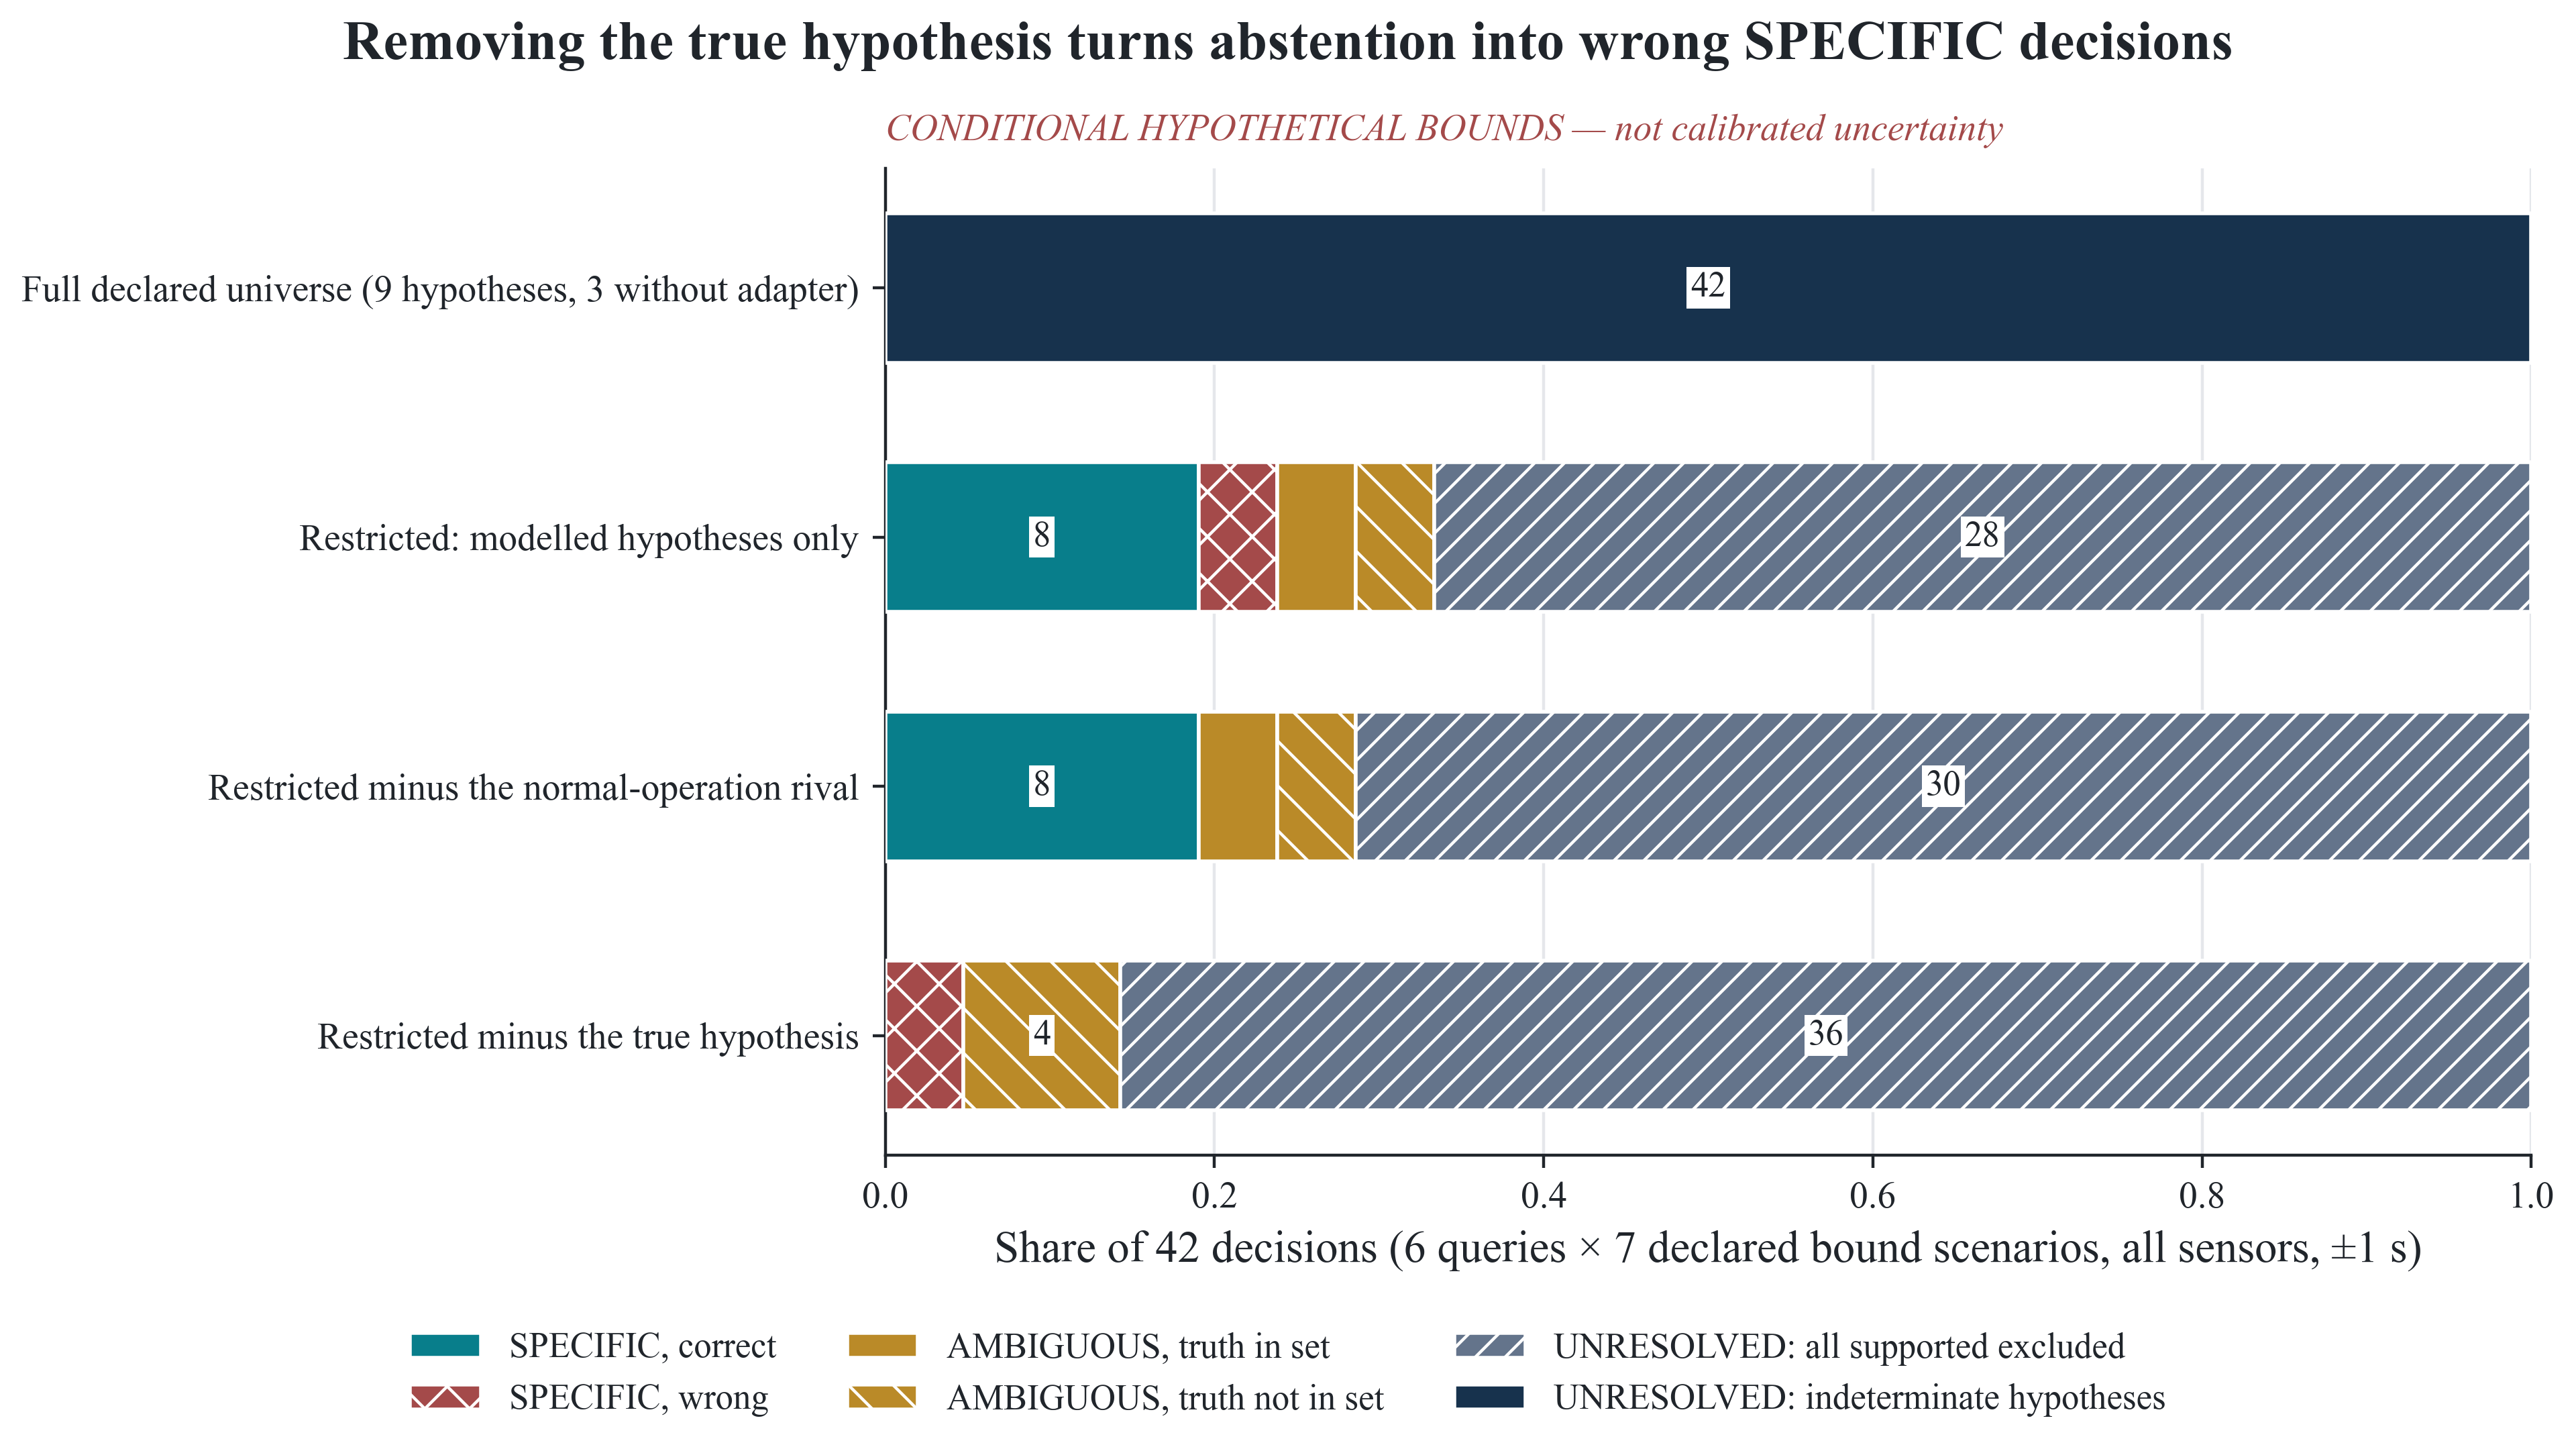 Removing the true hypothesis turns abstention into wrong SPECIFIC decisions
CONDITIONAL HYPOTHETICAL BOUNDS — not calibrated uncertainty
Full declared universe (9 hypotheses, 3 without adapter)
42
Restricted: modelled hypotheses only
8
28
Restricted minus the normal-operation rival
8
30
Restricted minus the true hypothesis
4
36
0.0 0.2 0.4 0.6 0.8 1.0
Share of 42 decisions (6 queries × 7 declared bound scenarios, all sensors, ±1 s)
SPECIFIC, correct
SPECIFIC, wrong
AMBIGUOUS, truth in set
AMBIGUOUS, truth not in set
UNRESOLVED: all supported excluded
UNRESOLVED: indeterminate hypotheses